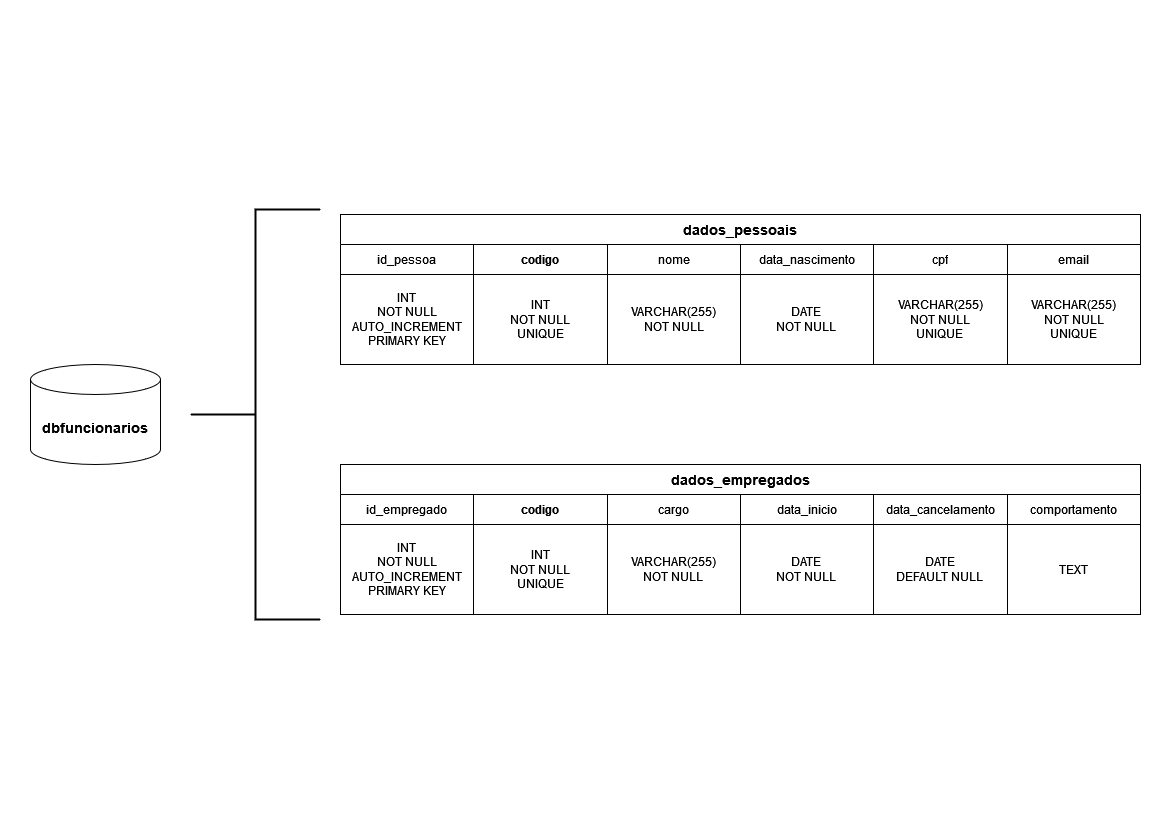 dados_pessoais
id_pessoa codigo nome data_nascimento cpf email
INT
NOT NULL
AUTO_INCREMENT
PRIMARY KEY
INT
NOT NULL
UNIQUE
VARCHAR(255)
NOT NULL
DATE
NOT NULL
VARCHAR(255)
NOT NULL
UNIQUE
VARCHAR(255)
NOT NULL
UNIQUE
dbfuncionarios
dados_empregados
id_empregado codigo cargo data_inicio data_cancelamento comportamento
INT
NOT NULL
AUTO_INCREMENT
PRIMARY KEY
INT
NOT NULL
UNIQUE
VARCHAR(255)
NOT NULL
DATE
NOT NULL
DATE
DEFAULT NULL
TEXT